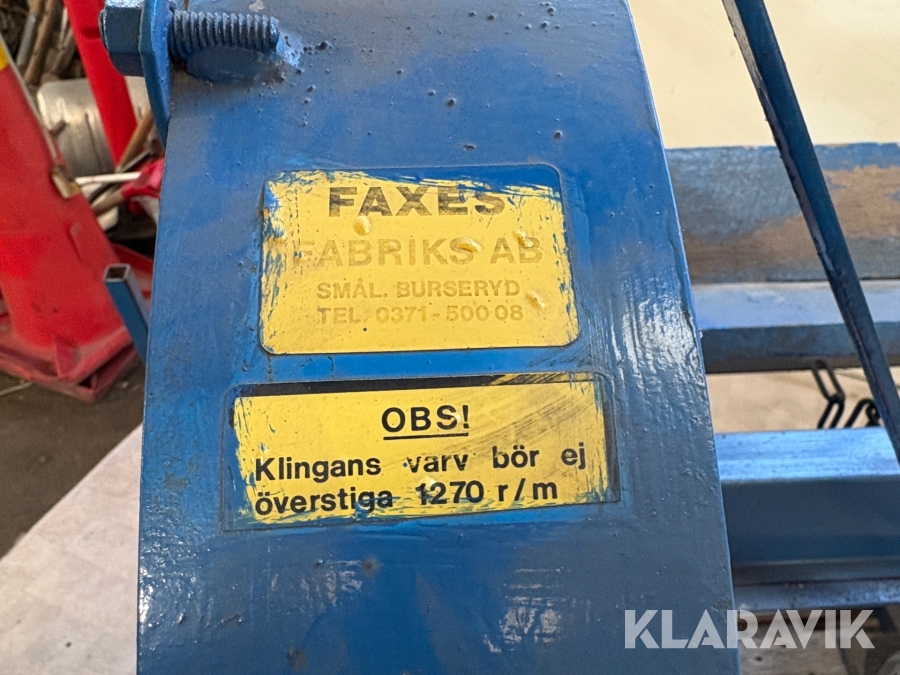 FAXES
FABRIKS AB
SMÅL. BURSERYD
TEL. 0371-500 08
OBS!
Klingans varv bör ej
överstiga 1270 r/m
KLARAVIK